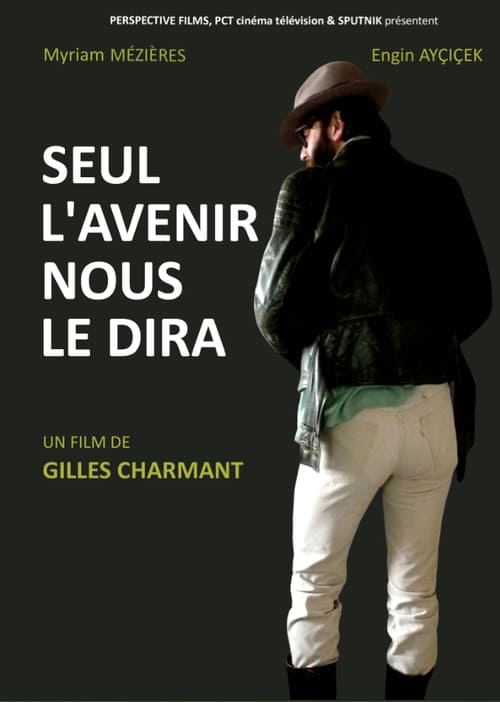 PERSPECTIVE FILMS, PCT cinéma télévision & SPUTNIK présentent
Myriam MÉZIÈRES Engin AYÇIÇEK
SEUL
L'AVENIR
NOUS
LE DIRA
UN FILM DE
GILLES CHARMANT